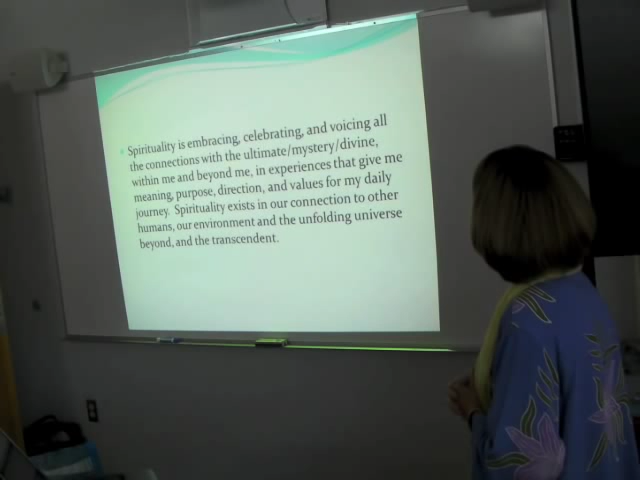 Spirituality is embracing, celebrating, and voicing all
the connections with the ultimate/mystery/divine,
within me and beyond me, in experiences that give me
meaning, purpose, direction, and values for my daily
journey. Spirituality exists in our connection to other
humans, our environment and the unfolding universe
beyond, and the transcendent.